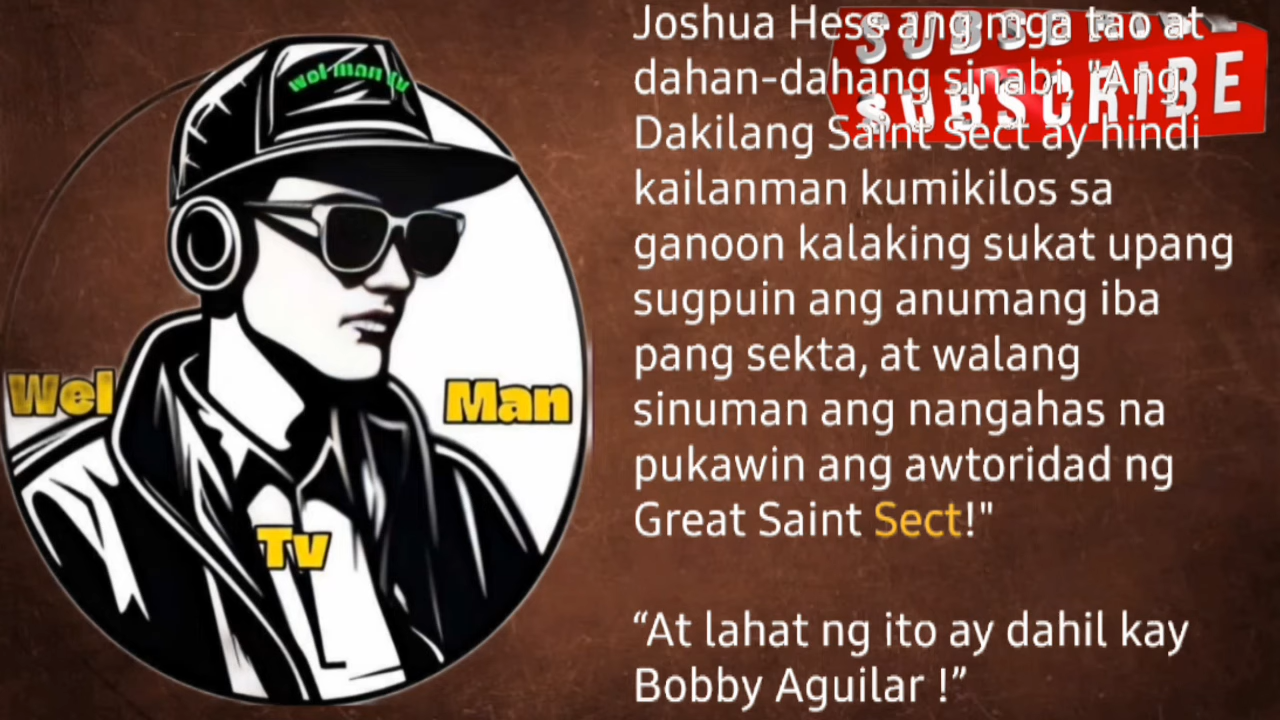 wel man tv
Wel
Man
Tv
SUBSCRIBE
SUBSCRIBE
Joshua Hess ang mga tao at
dahan-dahang sinabi, "Ang
Dakilang Saint Sect ay hindi
kailanman kumikilos sa
ganoon kalaking sukat upang
sugpuin ang anumang iba
pang sekta, at walang
sinuman ang nangahas na
pukawin ang awtoridad ng
Great Saint Sect!"
“At lahat ng ito ay dahil kay
Bobby Aguilar !”